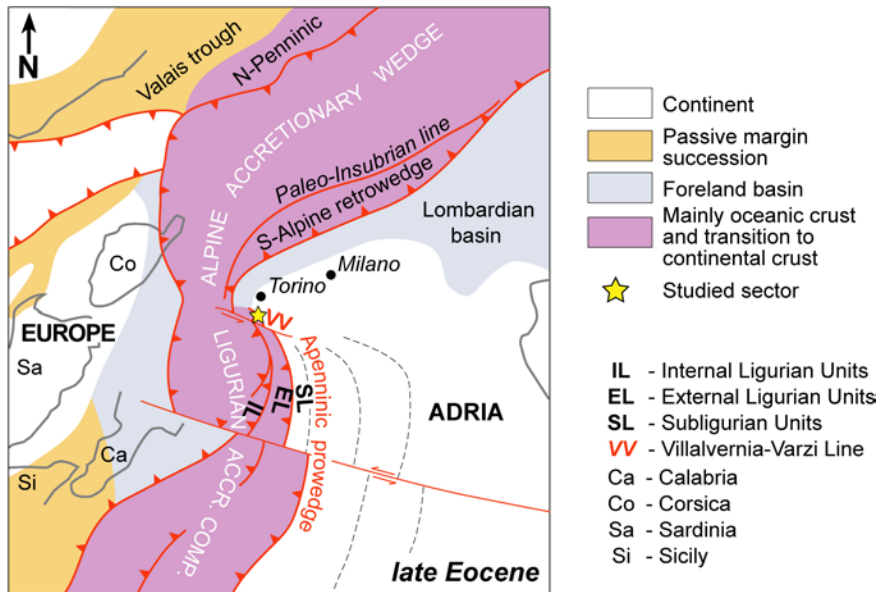 N
Valais trough
N-Penninic
ALPINE ACCRETIONARY WEDGE
Paleo-Insubrian line
S-Alpine retrowedge
Lombardian
basin
Co
Milano
Torino
VV
EUROPE
Sa
LIGURIAN ACCR. COMP.
IL
EL
SL
Apenninic prowedge
ADRIA
Ca
Si
late Eocene
Continent
Passive margin
succession
Foreland basin
Mainly oceanic crust
and transition to
continental crust
Studied sector
IL - Internal Ligurian Units
EL - External Ligurian Units
SL - Subligurian Units
VV - Villalvernia-Varzi Line
Ca - Calabria
Co - Corsica
Sa - Sardinia
Si - Sicily